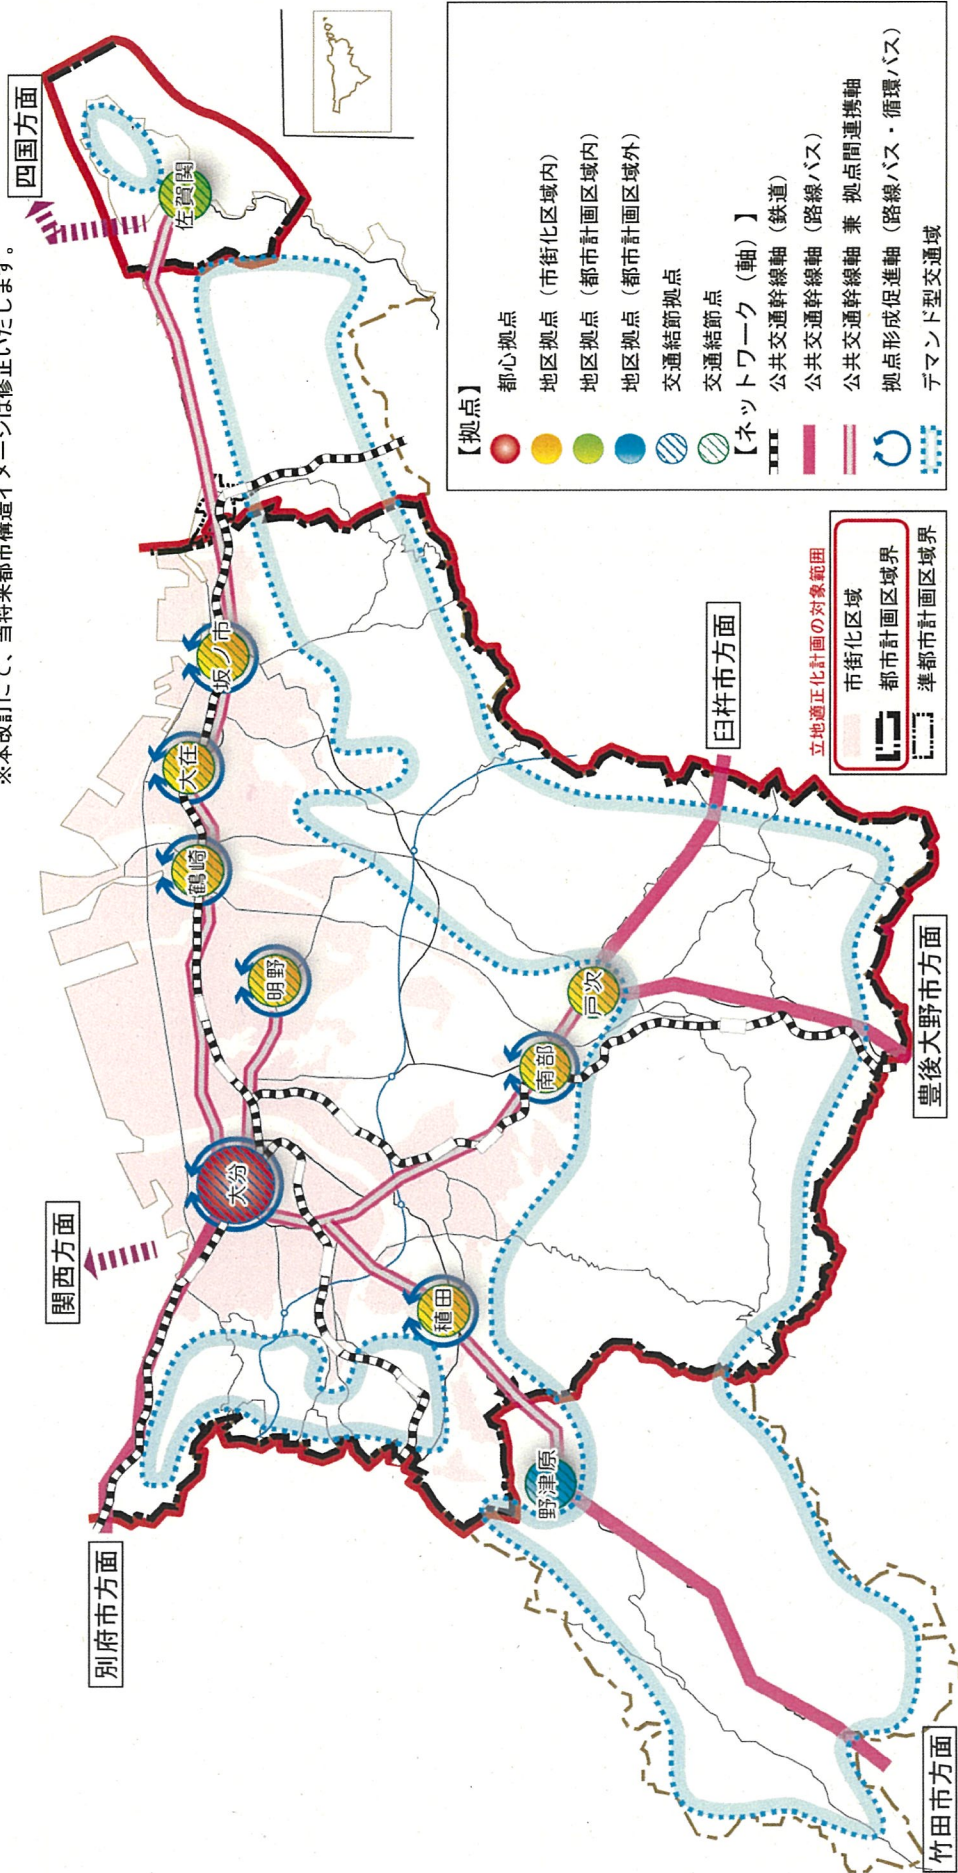 ※本改訂にて、当将来都市構造イメージは修正いたします。
四国方面
佐賀関
関西方面
別府市方面
大分
明野
鶴崎
大在
坂ノ市
稙田
野津原
南部
戸次
臼杵市方面
豊後大野市方面
竹田市方面
【拠点】
都心拠点
地区拠点（市街化区域内）
地区拠点（都市計画区域内）
地区拠点（都市計画区域外）
交通結節拠点
交通結節点
【ネットワーク（軸）】
公共交通幹線軸（鉄道）
公共交通幹線軸（路線バス）
公共交通幹線軸 兼 拠点間連携軸
拠点形成促進軸（路線バス・循環バス）
デマンド型交通域
立地適正化計画の対象範囲
市街化区域
都市計画区域界
準都市計画区域界